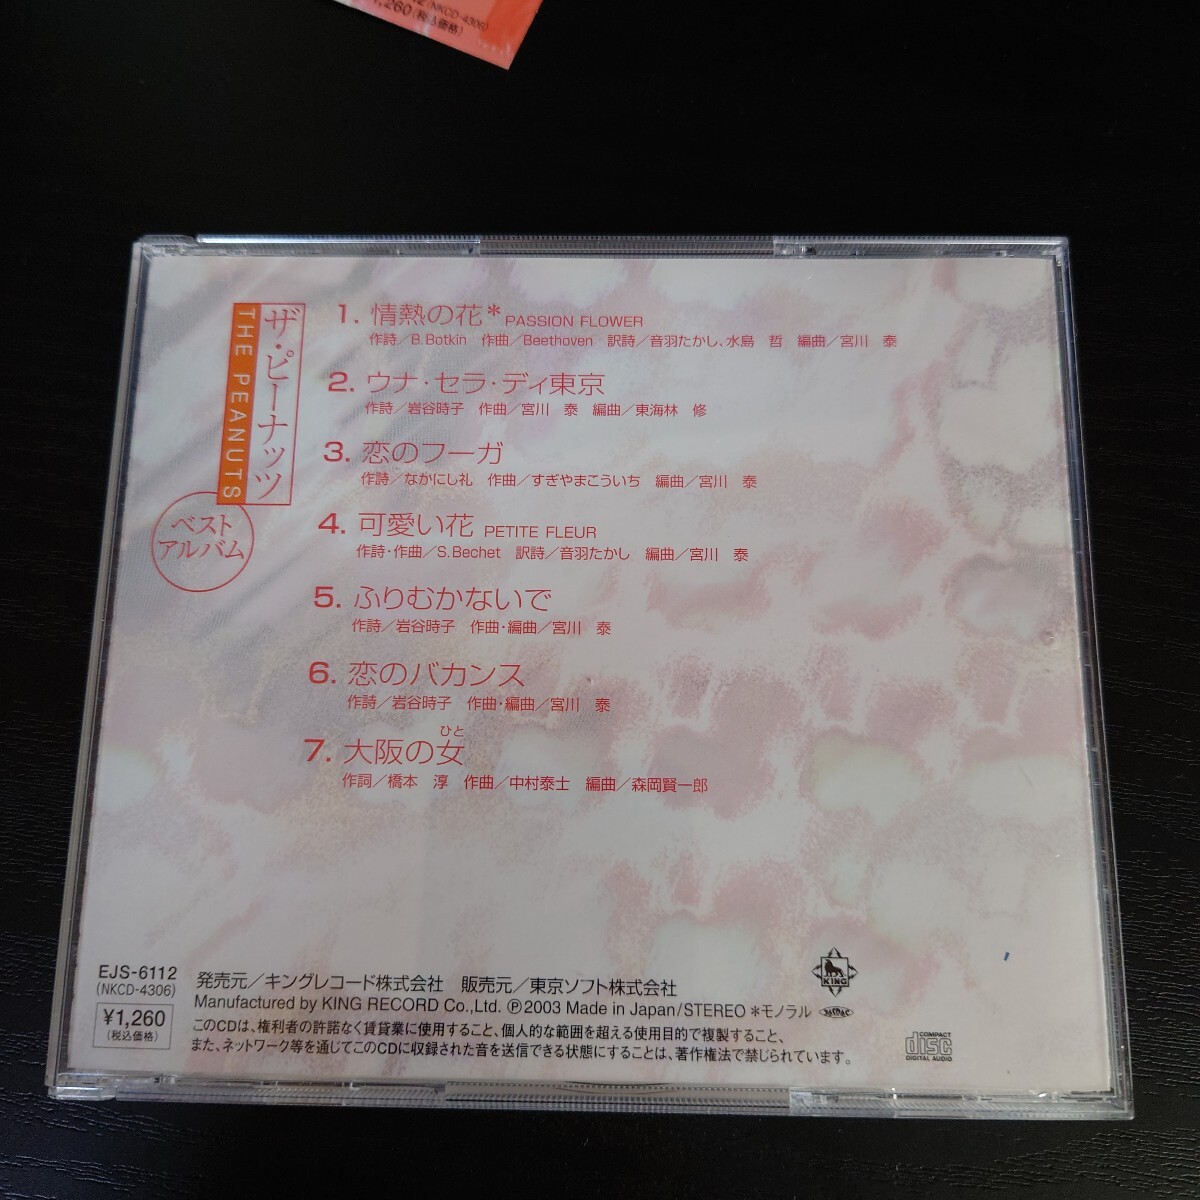 (NKCD-4306)
1,260(税込価格)
ザ・ピーナッツ
THE PEANUTS
ベスト
アルバム
1. 情熱の花* PASSION FLOWER
作詩/B.Botkin 作曲/Beethoven 訳詩/音羽たかし、水島 哲 編曲/宮川 泰
2. ウナ・セラ・ディ東京
作詩/岩谷時子 作曲/宮川 泰 編曲/東海林 修
3. 恋のフーガ
作詩/なかにし礼 作曲/すぎやまこういち 編曲/宮川 泰
4. 可愛い花 PETITE FLEUR
作詩・作曲/S.Bechet 訳詩/音羽たかし 編曲/宮川 泰
5. ふりむかないで
作詩/岩谷時子 作曲・編曲/宮川 泰
6. 恋のバカンス
作詩/岩谷時子 作曲・編曲/宮川 泰
ひと
7. 大阪の女
作詞/橋本 淳 作曲/中村泰士 編曲/森岡賢一郎
KING
EJS-6112
(NKCD-4306)
¥1,260
(税込価格)
発売元/キングレコード株式会社 販売元/東京ソフト株式会社
Manufactured by KING RECORD Co.,Ltd. Ⓟ2003 Made in Japan/STEREO *モノラル
このCDは、権利者の許諾なく賃貸業に使用すること、個人的な範囲を超える使用目的で複製すること、
また、ネットワーク等を通じてこのCDに収録された音を送信できる状態にすることは、著作権法で禁じられています。
COMPACT
disc
DIGITAL AUDIO